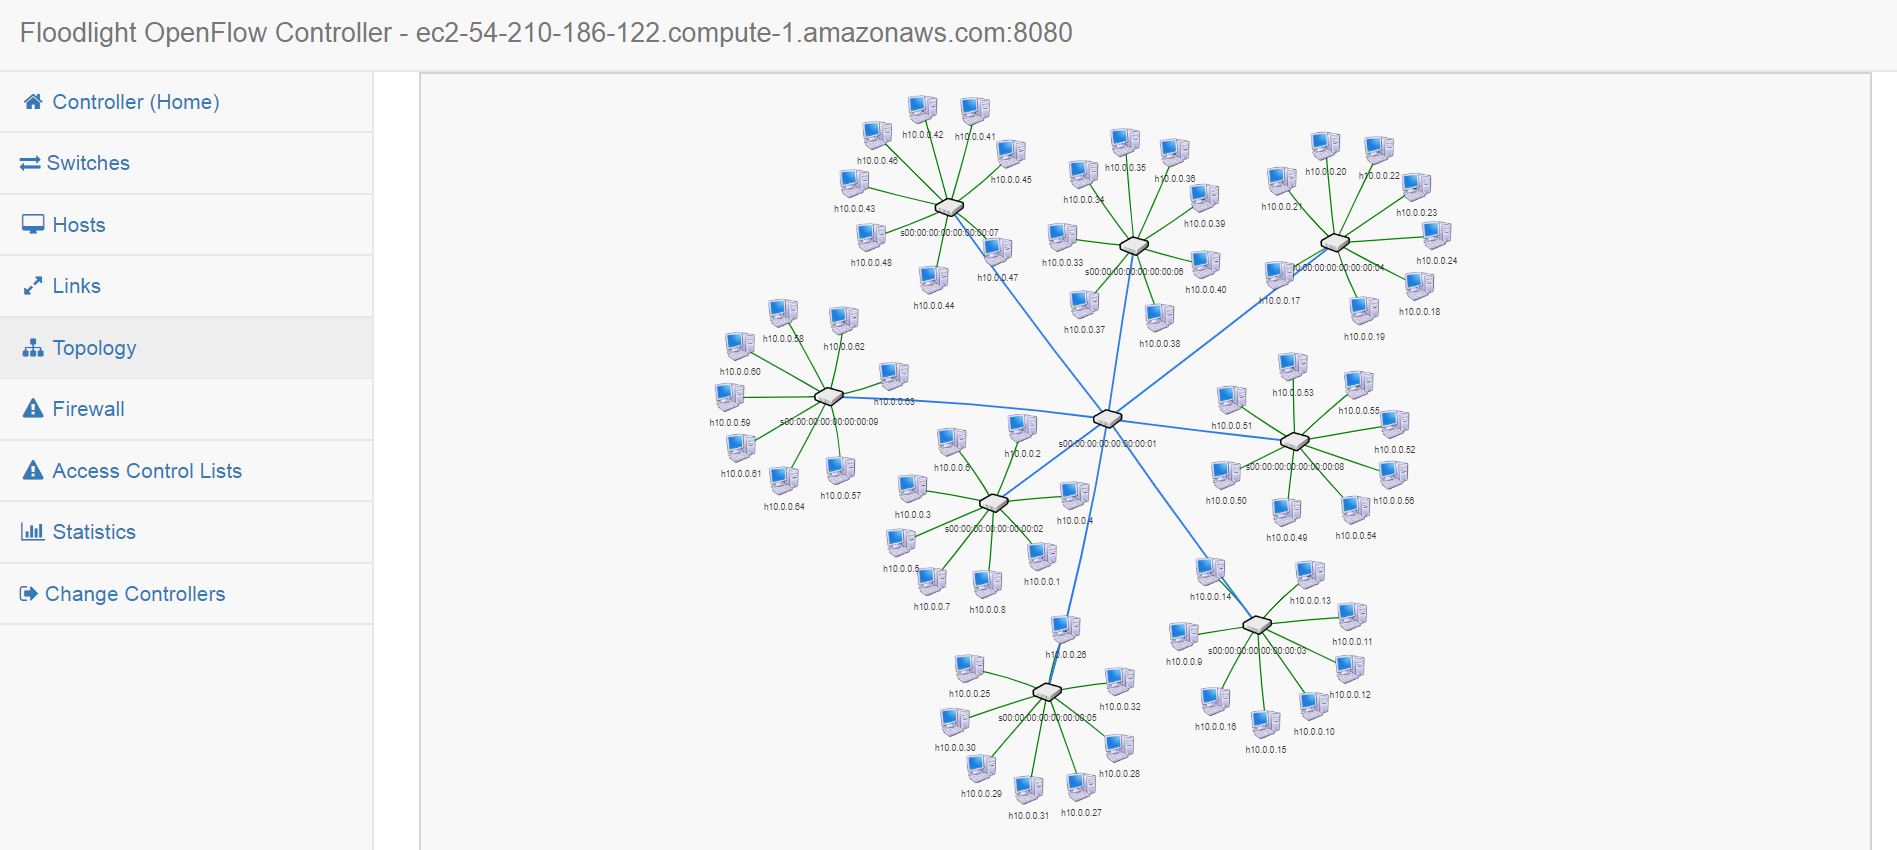 Floodlight OpenFlow Controller - ec2-54-210-186-122.compute-1.amazonaws.com:8080
Controller (Home)
Switches
Hosts
Links
Topology
Firewall
Access Control Lists
Statistics
Change Controllers
h10.0.0.42
h10.0.0.41
h10.0.0.46
h10.0.0.45
h10.0.0.43
s00:00:00:00:00:00:00:07
h10.0.0.48
h10.0.0.47
h10.0.0.44
h10.0.0.35
h10.0.0.36
h10.0.0.34
h10.0.0.39
h10.0.0.33
s00:00:00:00:00:00:00:06
h10.0.0.40
h10.0.0.37
h10.0.0.38
h10.0.0.20
h10.0.0.22
h10.0.0.21
h10.0.0.23
h10.0.0.24
s00:00:00:00:00:00:00:04
h10.0.0.17
h10.0.0.18
h10.0.0.19
h10.0.0.58
h10.0.0.62
h10.0.0.60
h10.0.0.63
h10.0.0.59
s00:00:00:00:00:00:00:09
h10.0.0.61
h10.0.0.57
h10.0.0.64
s00:00:00:00:00:00:00:01
h10.0.0.53
h10.0.0.55
h10.0.0.51
h10.0.0.52
s00:00:00:00:00:00:00:08
h10.0.0.50
h10.0.0.56
h10.0.0.49
h10.0.0.54
h10.0.0.2
h10.0.0.6
h10.0.0.3
h10.0.0.4
s00:00:00:00:00:00:00:02
h10.0.0.5
h10.0.0.1
h10.0.0.7
h10.0.0.8
h10.0.0.14
h10.0.0.13
h10.0.0.11
s00:00:00:00:00:00:00:03
h10.0.0.9
h10.0.0.12
h10.0.0.16
h10.0.0.10
h10.0.0.15
h10.0.0.26
h10.0.0.25
h10.0.0.32
s00:00:00:00:00:00:00:05
h10.0.0.30
h10.0.0.28
h10.0.0.29
h10.0.0.31
h10.0.0.27